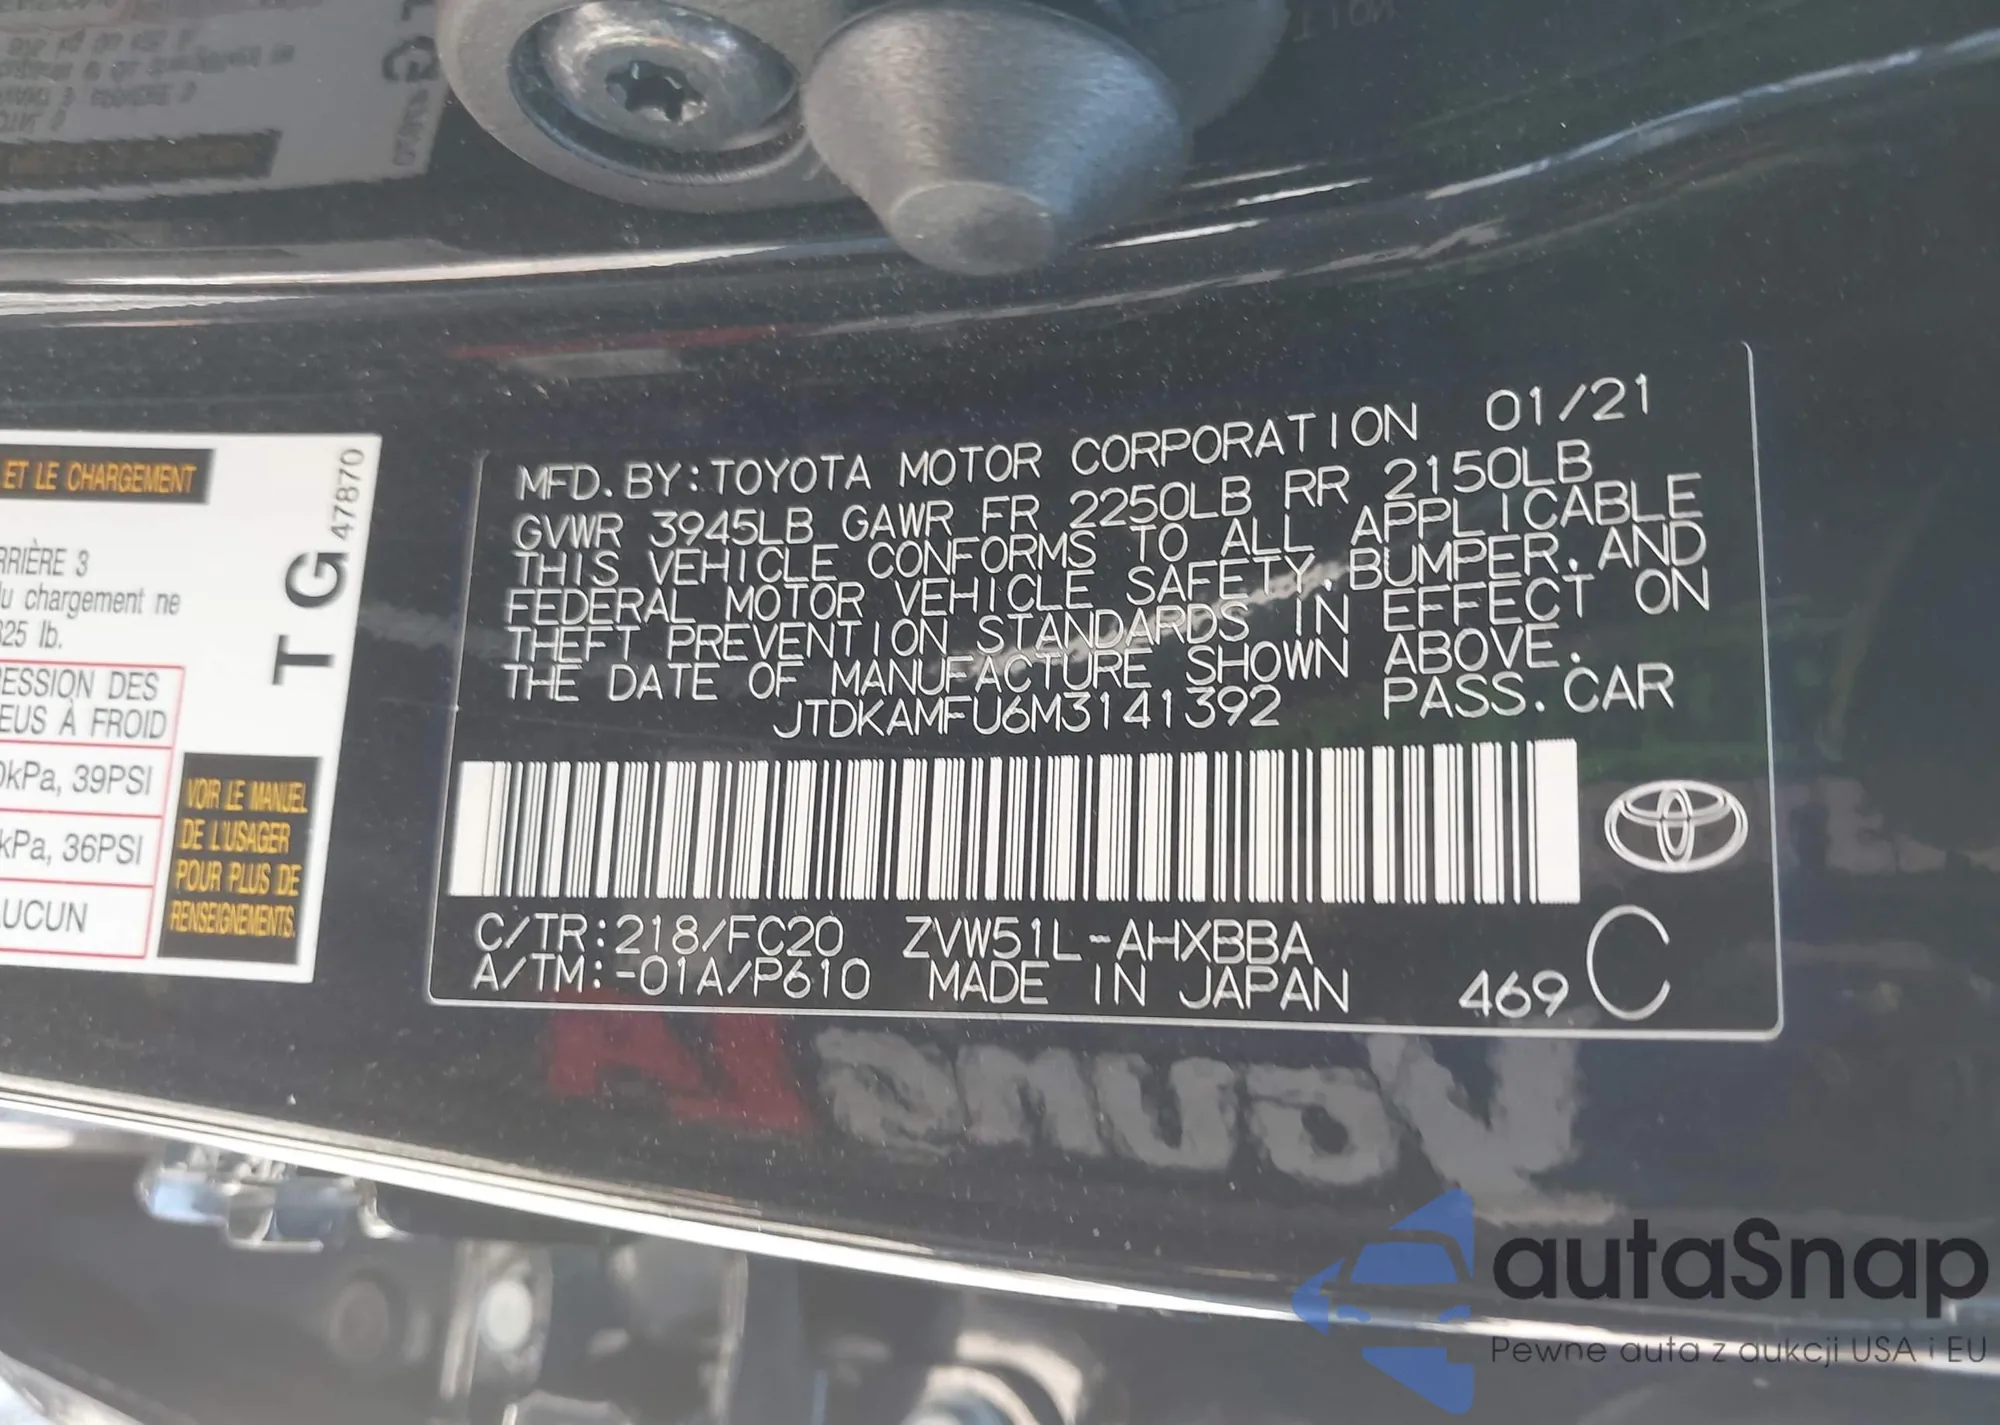 ET LE CHARGEMENT
47870
T G
RRIÈRE 3
du chargement ne
325 lb.
ESSION DES
EUS À FROID
0kPa, 39PSI
kPa, 36PSI
AUCUN
VOIR LE MANUEL
DE L'USAGER
POUR PLUS DE
RENSEIGNEMENTS.
MFD. BY: TOYOTA MOTOR CORPORATION 01/21
GVWR 3945LB GAWR FR 2250LB RR 2150LB
THIS VEHICLE CONFORMS TO ALL APPLICABLE
FEDERAL MOTOR VEHICLE SAFETY, BUMPER, AND
THEFT PREVENTION STANDARDS IN EFFECT ON
THE DATE OF MANUFACTURE SHOWN ABOVE.
JTDKAMFU6M3141392 PASS. CAR
C/TR:218/FC20 ZVW51L-AHXBBA
A/TM:-01A/P610 MADE IN JAPAN 469 C
autaSnap
Pewne auta z aukcji USA i EU